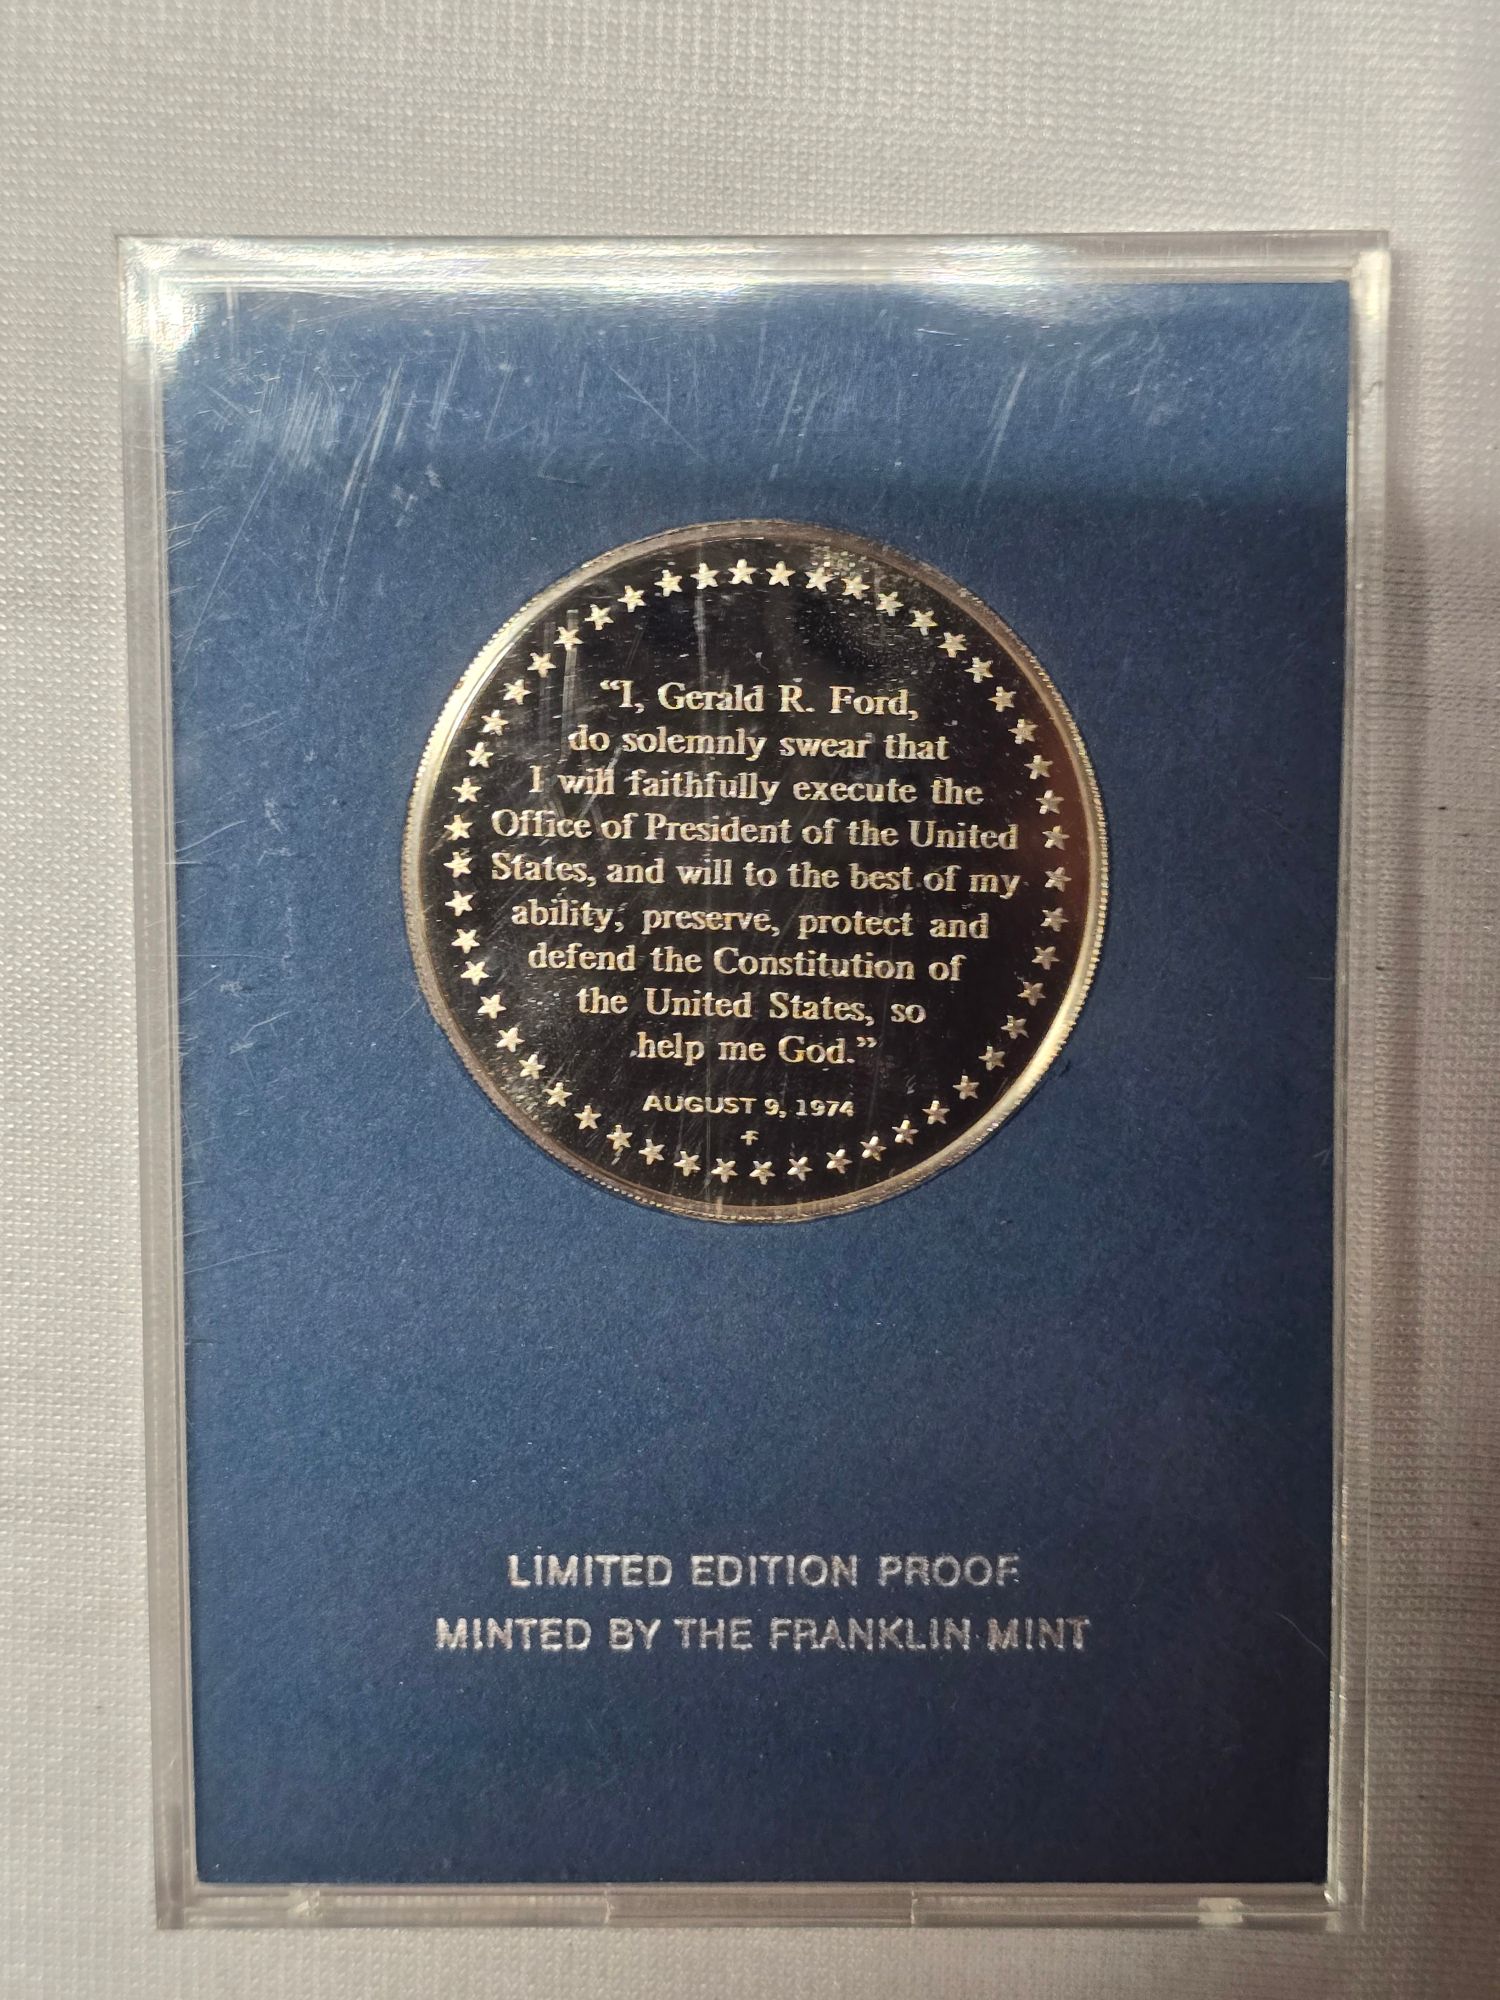 “I, Gerald R. Ford,
do solemnly swear that
I will faithfully execute the
Office of President of the United
States, and will to the best of my
ability, preserve, protect and
defend the Constitution of
the United States, so
help me God.”
AUGUST 9, 1974
F
LIMITED EDITION PROOF
MINTED BY THE FRANKLIN MINT